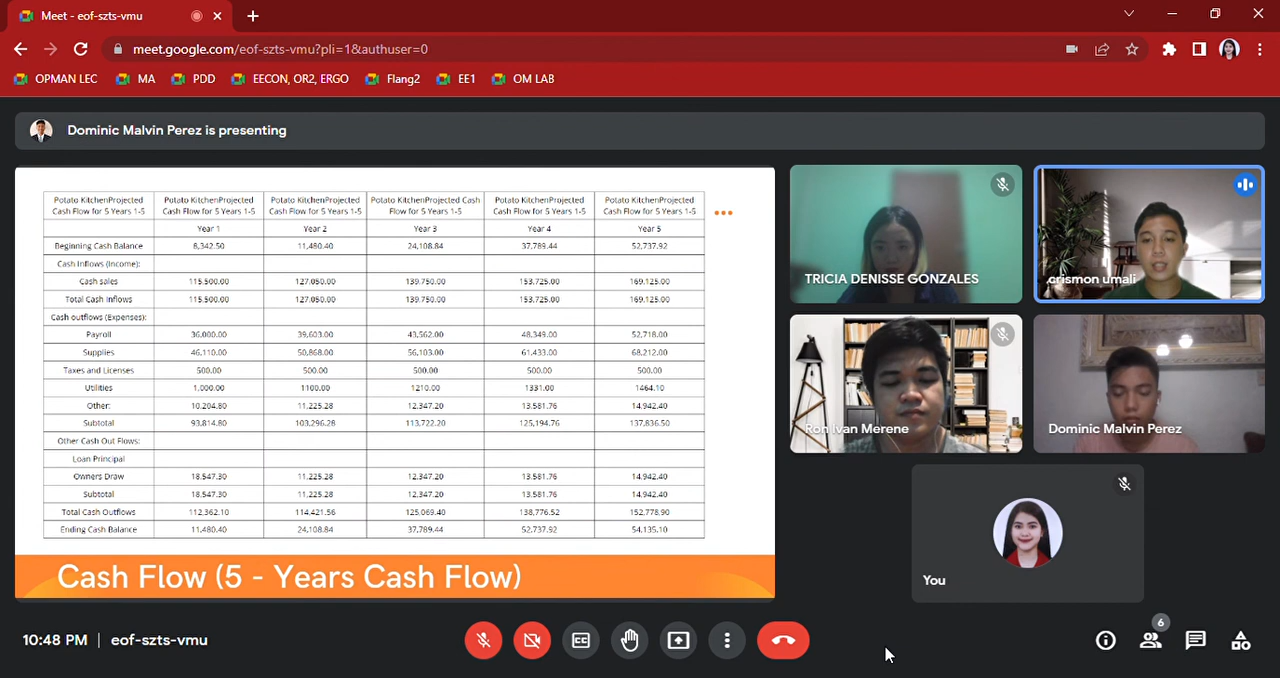 Meet - eof-szts-vmu
meet.google.com/eof-szts-vmu?pli=1&authuser=0
OPMAN LEC MA PDD EECON, OR2, ERGO Flang2 EE1 OM LAB
Dominic Malvin Perez is presenting
Potato KitchenProjected Potato KitchenProjected Potato KitchenProjected Potato KitchenProjected Cash Potato KitchenProjected Potato KitchenProjected
Cash Flow for 5 Years 1-5 Cash Flow for 5 Years 1-5 Cash Flow for 5 Years 1-5 Flow for 5 Years 1-5 Cash Flow for 5 Years 1-5 Cash Flow for 5 Years 1-5
Year 1 Year 2 Year 3 Year 4 Year 5
Beginning Cash Balance 8,342.50 11,480.40 24,108.84 37,789.44 52,737.92
Cash Inflows (Income):
Cash sales 115.500.00 127.050.00 139.750.00 153.725.00 169.125.00
Total Cash Inflows 115.500.00 127.050.00 139.750.00 153.725.00 169.125.00
Cash outflows (Expenses):
Payroll 36,000.00 39,603.00 43,562.00 48,349.00 52,718.00
Supplies 46,110.00 50,868.00 56,103.00 61,433.00 68,212.00
Taxes and Licenses 500.00 500.00 500.00 500.00 500.00
Utilities 1,000.00 1100.00 1210.00 1331.00 1464.10
Other: 10,204.80 11,225.28 12,347.20 13.581.76 14,942.40
Subtotal 93,814.80 103,296.28 113,722.20 125,194.76 137,836.50
Other Cash Out Flows:
Loan Principal
Owners Draw 18,547.30 11,225.28 12,347.20 13.581.76 14,942.40
Subtotal 18,547.30 11,225.28 12,347.20 13.581.76 14,942.40
Total Cash Outflows 112,362.10 114,421.56 125,069.40 138,776.52 152,778.90
Ending Cash Balance 11,480.40 24,108.84 37,789.44 52,737.92 54,135.10
Cash Flow (5 - Years Cash Flow)
TRICIA DENISSE GONZALES
crismon umali
Ron Ivan Merene
Dominic Malvin Perez
You
10:48 PM | eof-szts-vmu
6